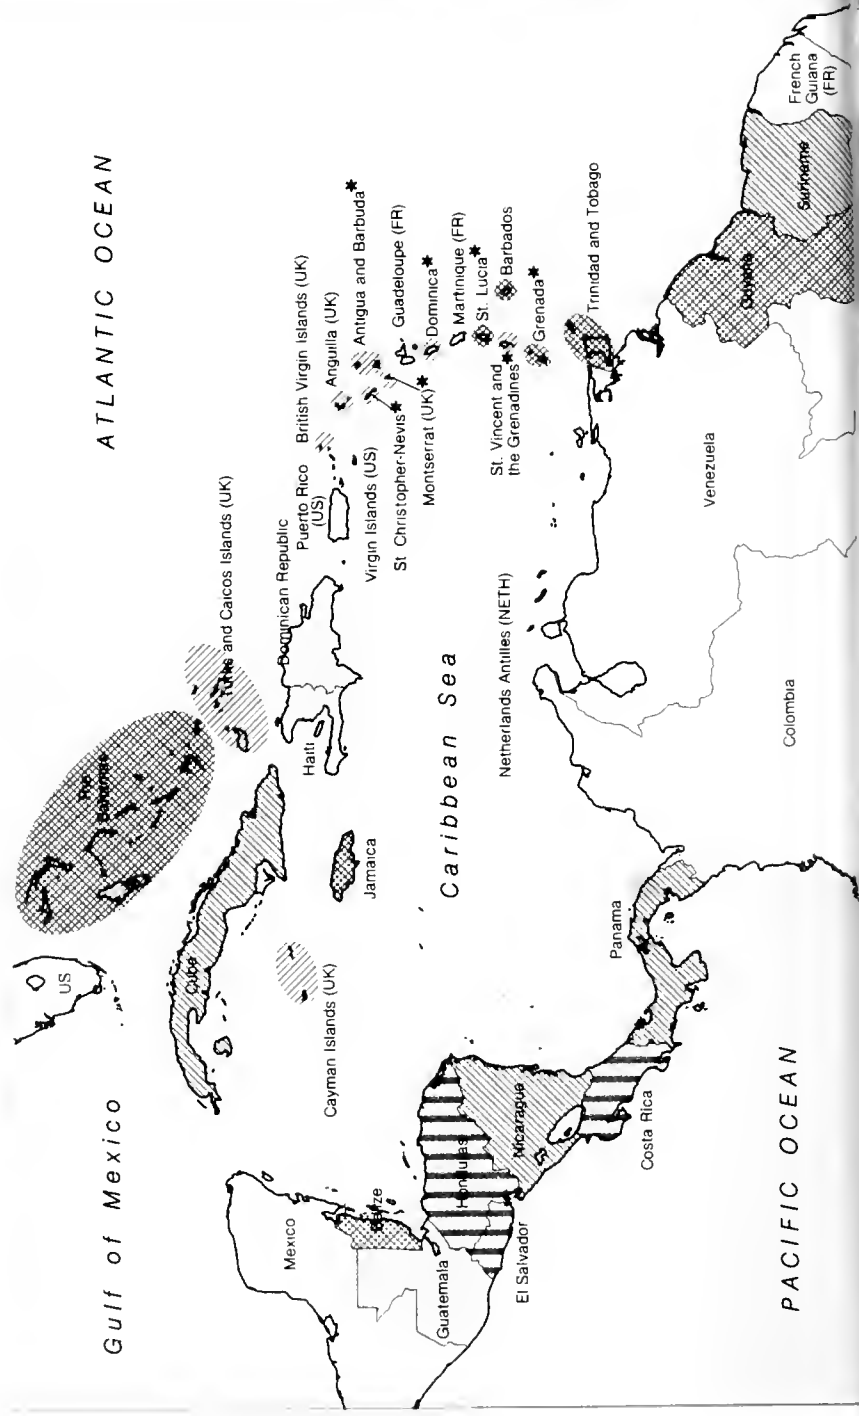 ATLANTIC OCEAN
Gulf of Mexico
US
The
Bahamas
Turks and Caicos Islands (UK)
Cuba
Cayman Islands (UK)
Jamaica
Haiti
Dominican Republic
Puerto Rico
(US)
British Virgin Islands (UK)
Virgin Islands (US)
Anguilla (UK)
St Christopher-Nevis*
Antigua and Barbuda*
Montserrat (UK)*
Guadeloupe (FR)
Dominica*
Martinique (FR)
St. Lucia*
Barbados
St. Vincent and
the Grenadines*
Grenada*
Trinidad and Tobago
Caribbean Sea
Netherlands Antilles (NETH)
Mexico
Belize
Guatemala
Honduras
El Salvador
Nicaragua
Costa Rica
Panama
Colombia
Venezuela
Guyana
Suriname
French
Guiana
(FR)
PACIFIC OCEAN